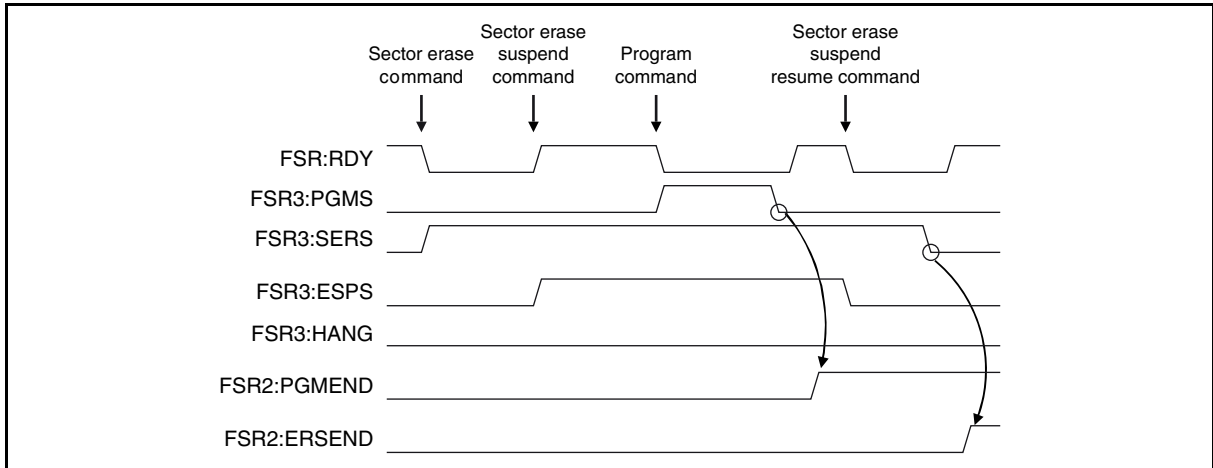 Sector erase
command
Sector erase
suspend
command
Program
command
Sector erase
suspend
resume command
FSR:RDY
FSR3:PGMS
FSR3:SERS
FSR3:ESPS
FSR3:HANG
FSR2:PGMEND
FSR2:ERSEND